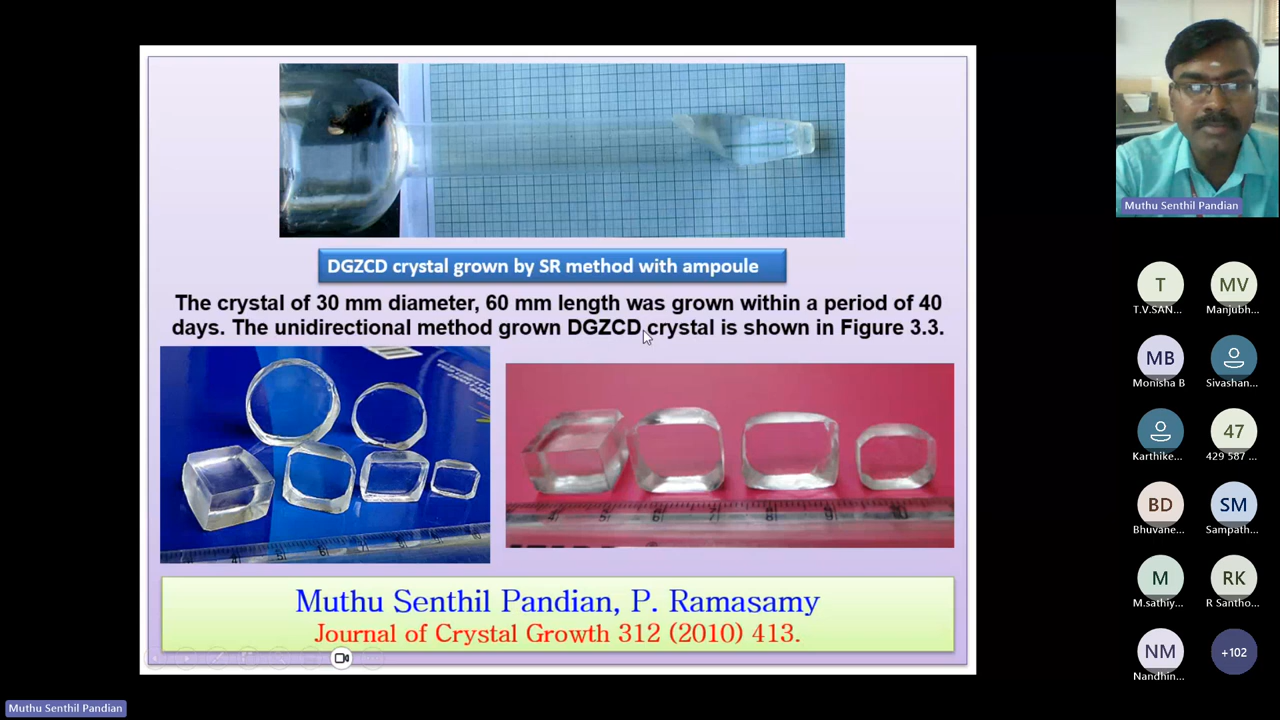 DGZCD crystal grown by SR method with ampoule
The crystal of 30 mm diameter, 60 mm length was grown within a period of 40
days. The unidirectional method grown DGZCD crystal is shown in Figure 3.3.
Muthu Senthil Pandian, P. Ramasamy
Journal of Crystal Growth 312 (2010) 413.
Muthu Senthil Pandian
T
T.V.SAN...
MV
Manjubh...
MB
Monisha B
Sivashan...
Karthike...
47
429 587 ...
BD
Bhuvane...
SM
Sampath...
M
M.sathiy...
RK
R Santho...
NM
Nandhin...
+102
Muthu Senthil Pandian